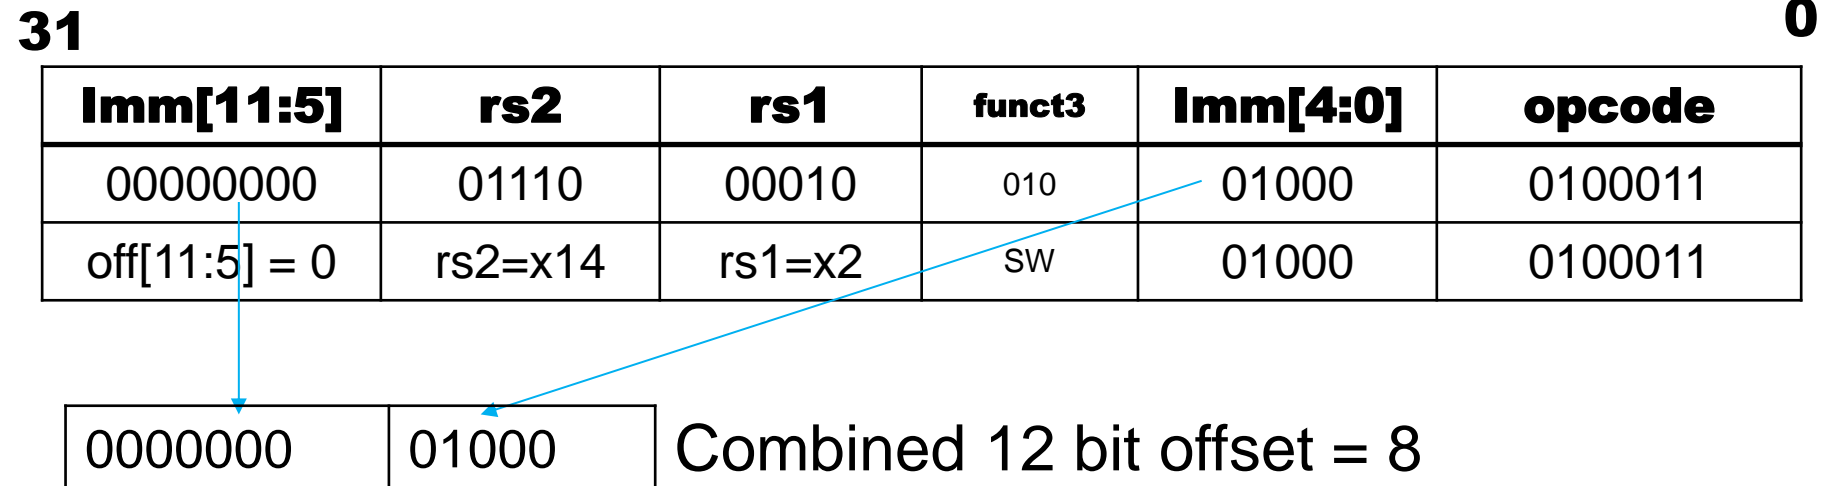 31 0
Imm[11:5] rs2 rs1 funct3 Imm[4:0] opcode
00000000 01110 00010 010 01000 0100011
off[11:5] = 0 rs2=x14 rs1=x2 SW 01000 0100011
0000000 01000 Combined 12 bit offset = 8